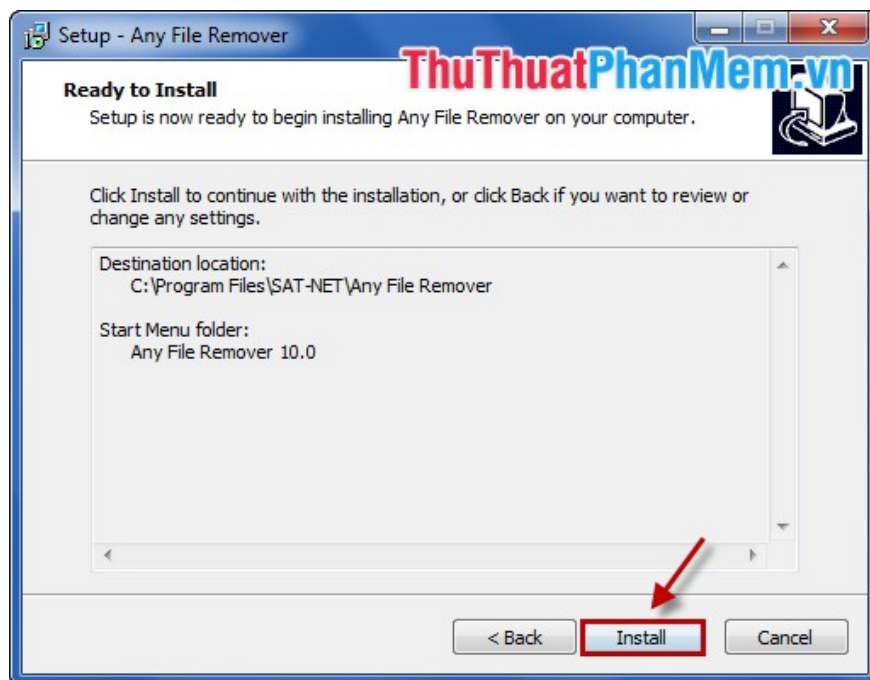 Setup - Any File Remover
ThuThuatPhanMem.vn
Ready to Install
Setup is now ready to begin installing Any File Remover on your computer.
Click Install to continue with the installation, or click Back if you want to review or
change any settings.
Destination location:
C:\Program Files\SAT-NET\Any File Remover
Start Menu folder:
Any File Remover 10.0
< Back
Install
Cancel